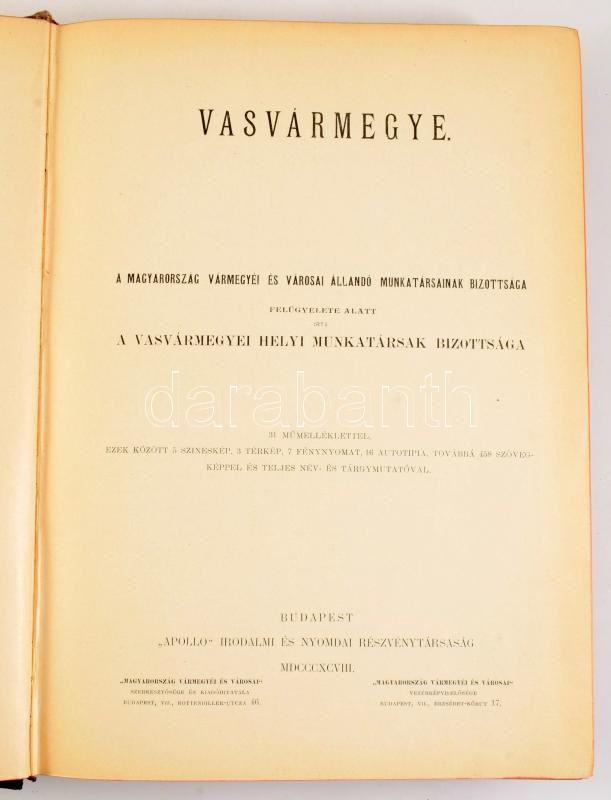 VASVÁRMEGYE.
A MAGYARORSZÁG VÁRMEGYÉI ÉS VÁROSAI ÁLLANDÓ MUNKATÁRSAINAK BIZOTTSÁGA
FELÜGYELETE ALATT
IRTA
A VASVÁRMEGYEI HELYI MUNKATÁRSAK BIZOTTSÁGA
darabanth
31 MŰMELLÉKLETTEL,
EZEK KÖZÖTT 5 SZINESKÉP, 3 TÉRKÉP, 7 FÉNYNYOMAT, 16 AUTOTIPIA, TOVÁBBÁ 458 SZÖVEG-
KÉPPEL ÉS TELJES NÉV- ÉS TÁRGYMUTATÓVAL.
BUDAPEST
„APOLLO“ IRODALMI ÉS NYOMDAI RÉSZVÉNYTÁRSASÁG
MDCCCXCVIII.
„MAGYARORSZÁG VÁRMEGYÉI ÉS VÁROSAI“
SZERKESZTŐSÉGE ÉS KIADÓHIVATALA
BUDAPEST, VII., ROTTENBILLER-UTCZA 46.
„MAGYARORSZÁG VÁRMEGYÉI ÉS VÁROSAI“
VEZÉRKÉPVISELŐSÉGE
BUDAPEST, VII., ERZSÉBET-KÖRUT 17.